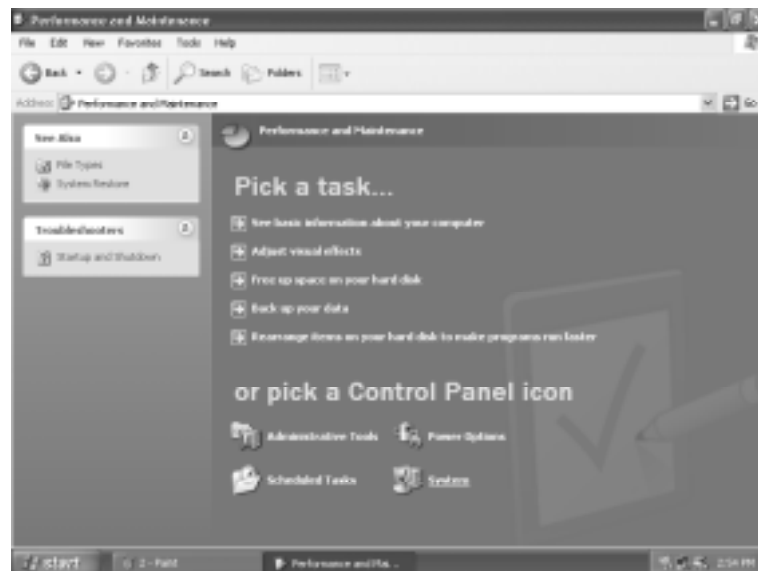 Performance and Maintenance
File Edit View Favorites Tools Help
Back Search Folders
Address Performance and Maintenance Go
See Also
File Types
System Restore
Troubleshooters
Startup and Shutdown
Performance and Maintenance
Pick a task...
See basic information about your computer
Adjust visual effects
Free up space on your hard disk
Back up your data
Rearrange items on your hard disk to make programs run faster
or pick a Control Panel icon
Administrative Tools Power Options
Scheduled Tasks System
start 2 - Paint Performance and Ma... 2:54 PM